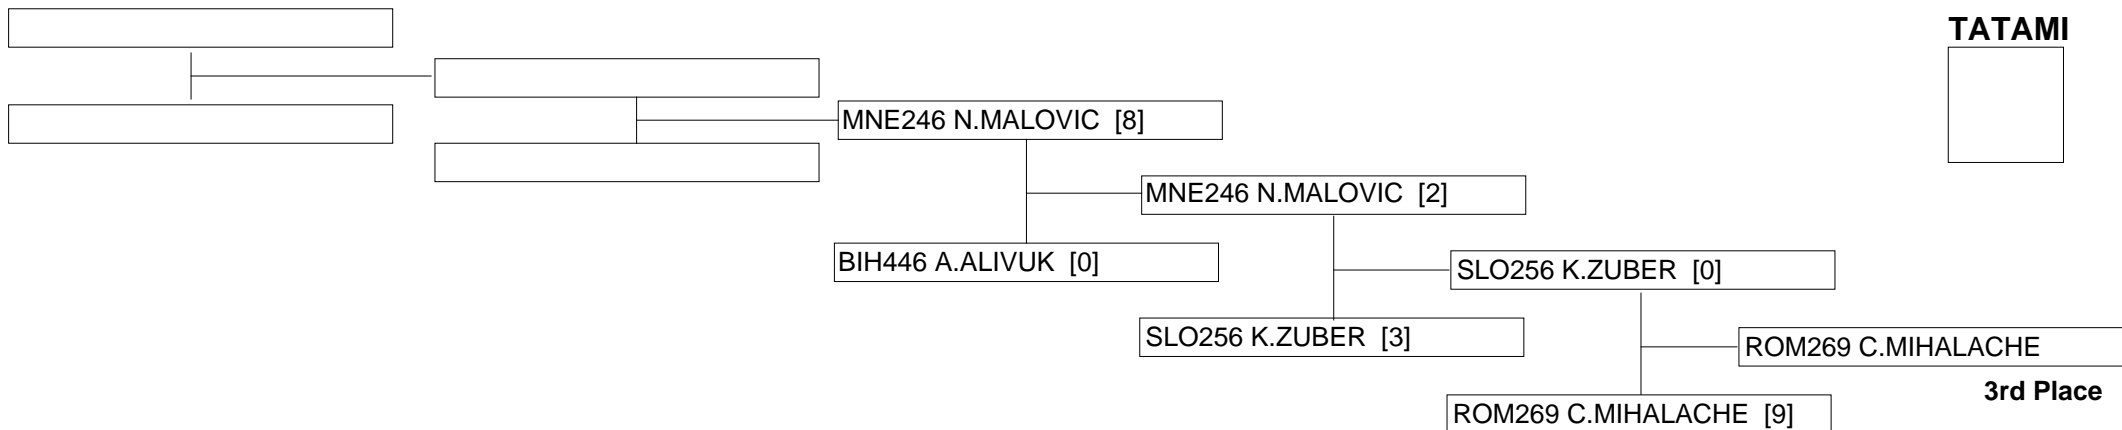 TATAMI
MNE246 N.MALOVIC [8]
MNE246 N.MALOVIC [2]
BIH446 A.ALIVUK [0]
SLO256 K.ZUBER [0]
SLO256 K.ZUBER [3]
ROM269 C.MIHALACHE
3rd Place
ROM269 C.MIHALACHE [9]